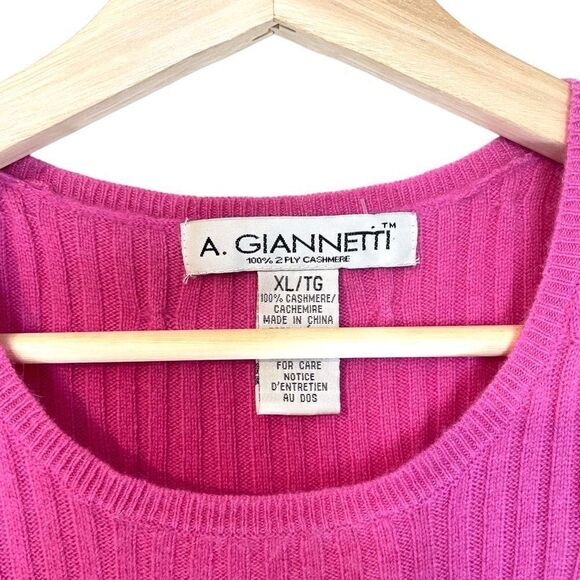 A. GIANNETTI™
100% 2 PLY CASHMERE
XL/TG
100% CASHMERE/
CACHEMIRE
MADE IN CHINA
FOR CARE
NOTICE
D'ENTRETIEN
AU DOS